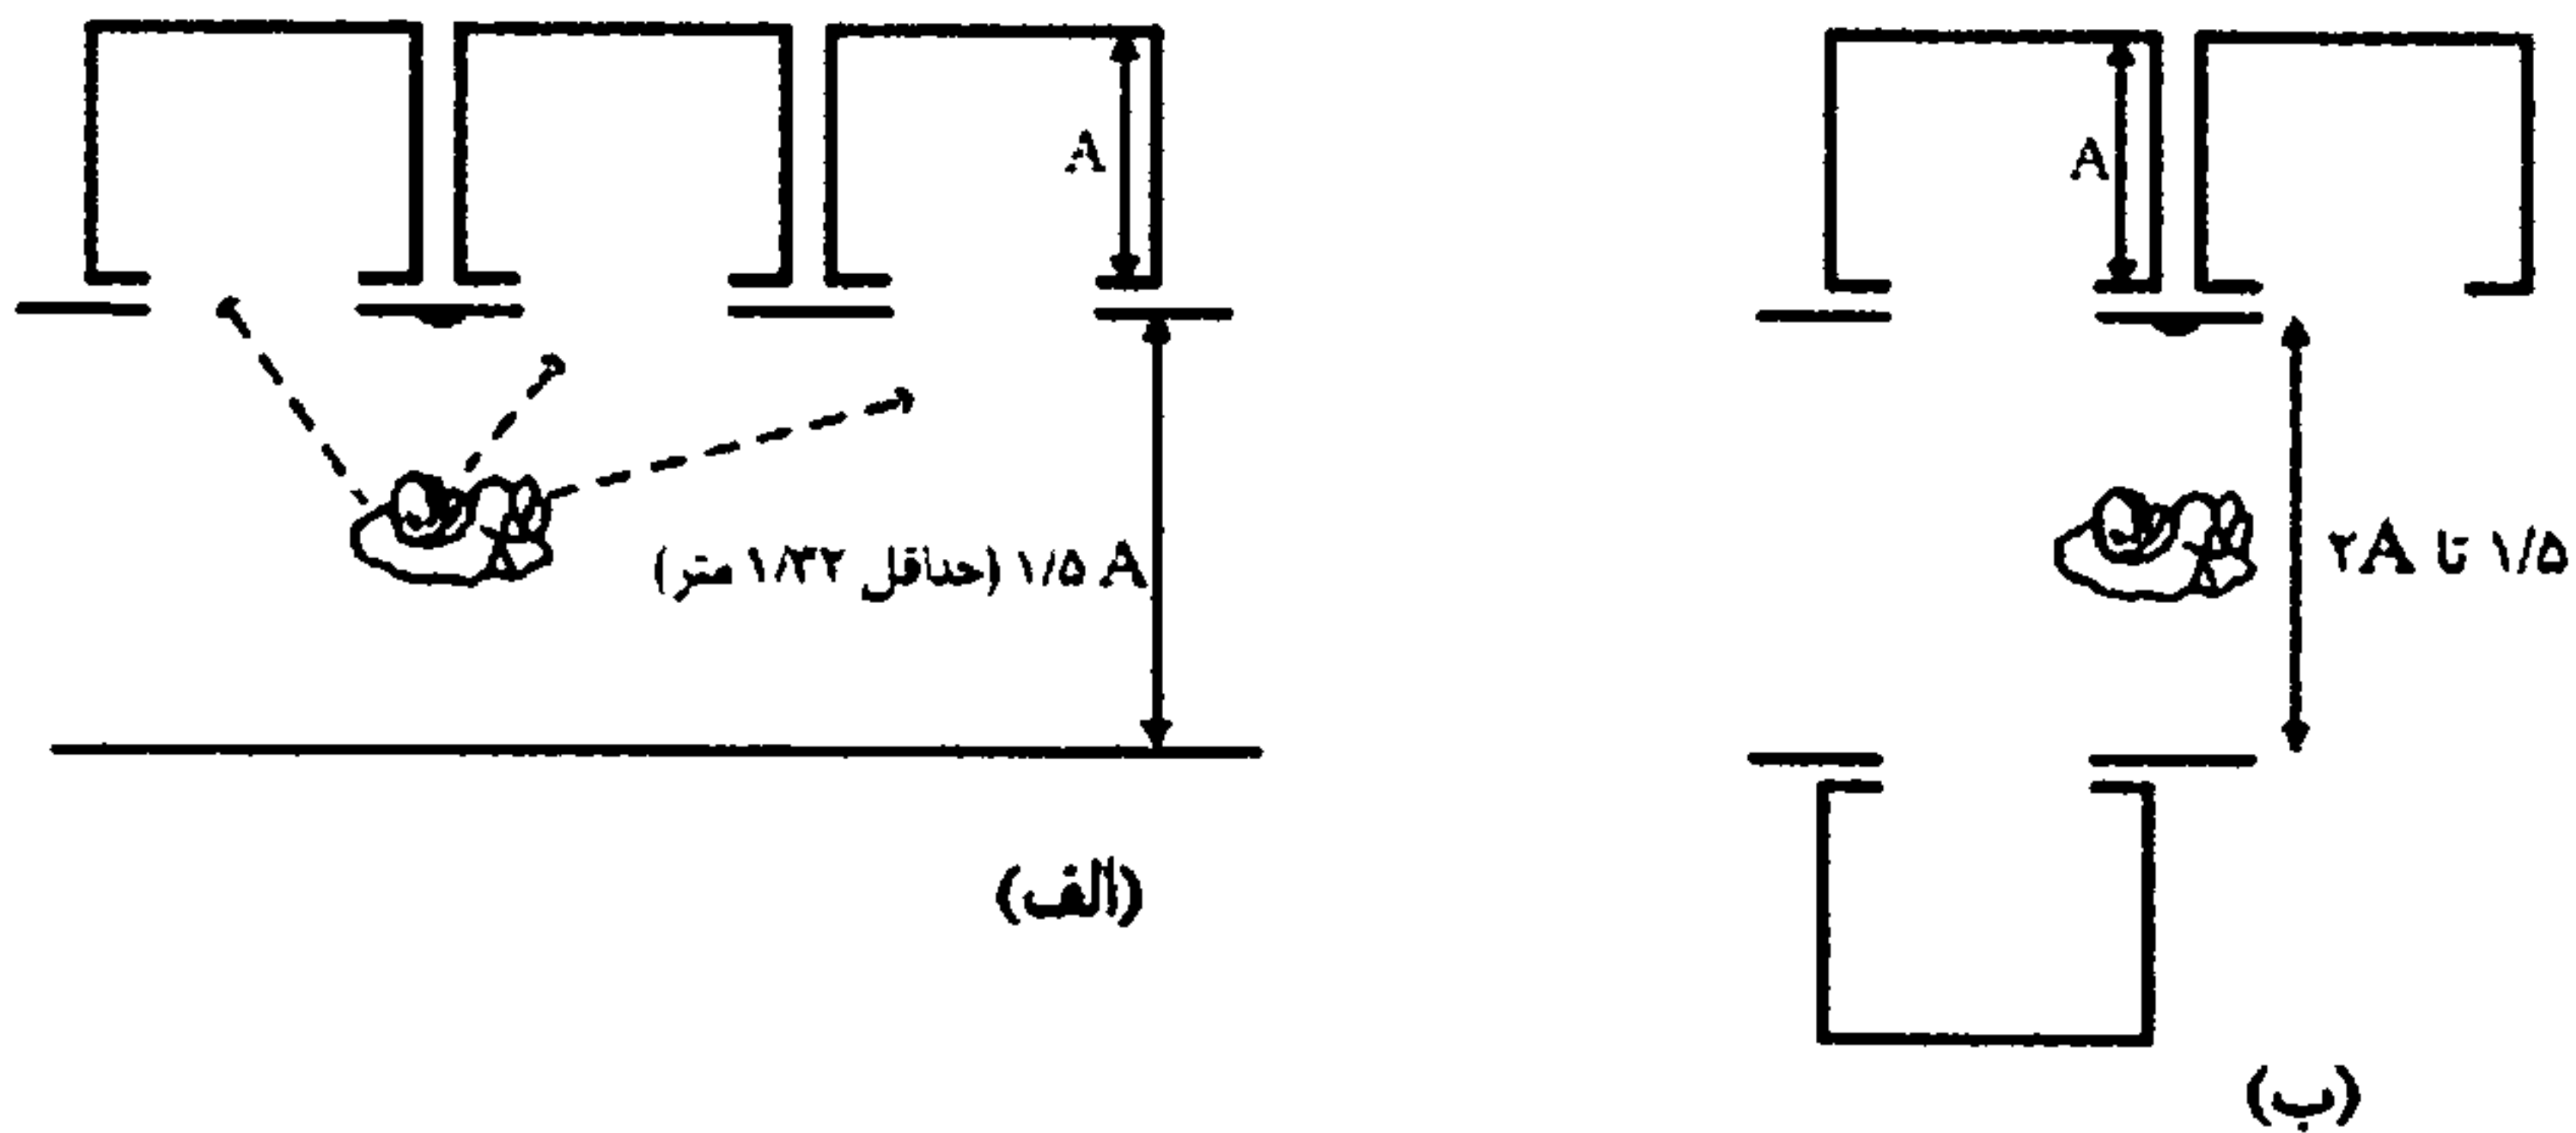 A
۱/۵ A (حداقل ۱/۳۲ متر)
(الف)
A
۱/۵ تا ۲A
(ب)